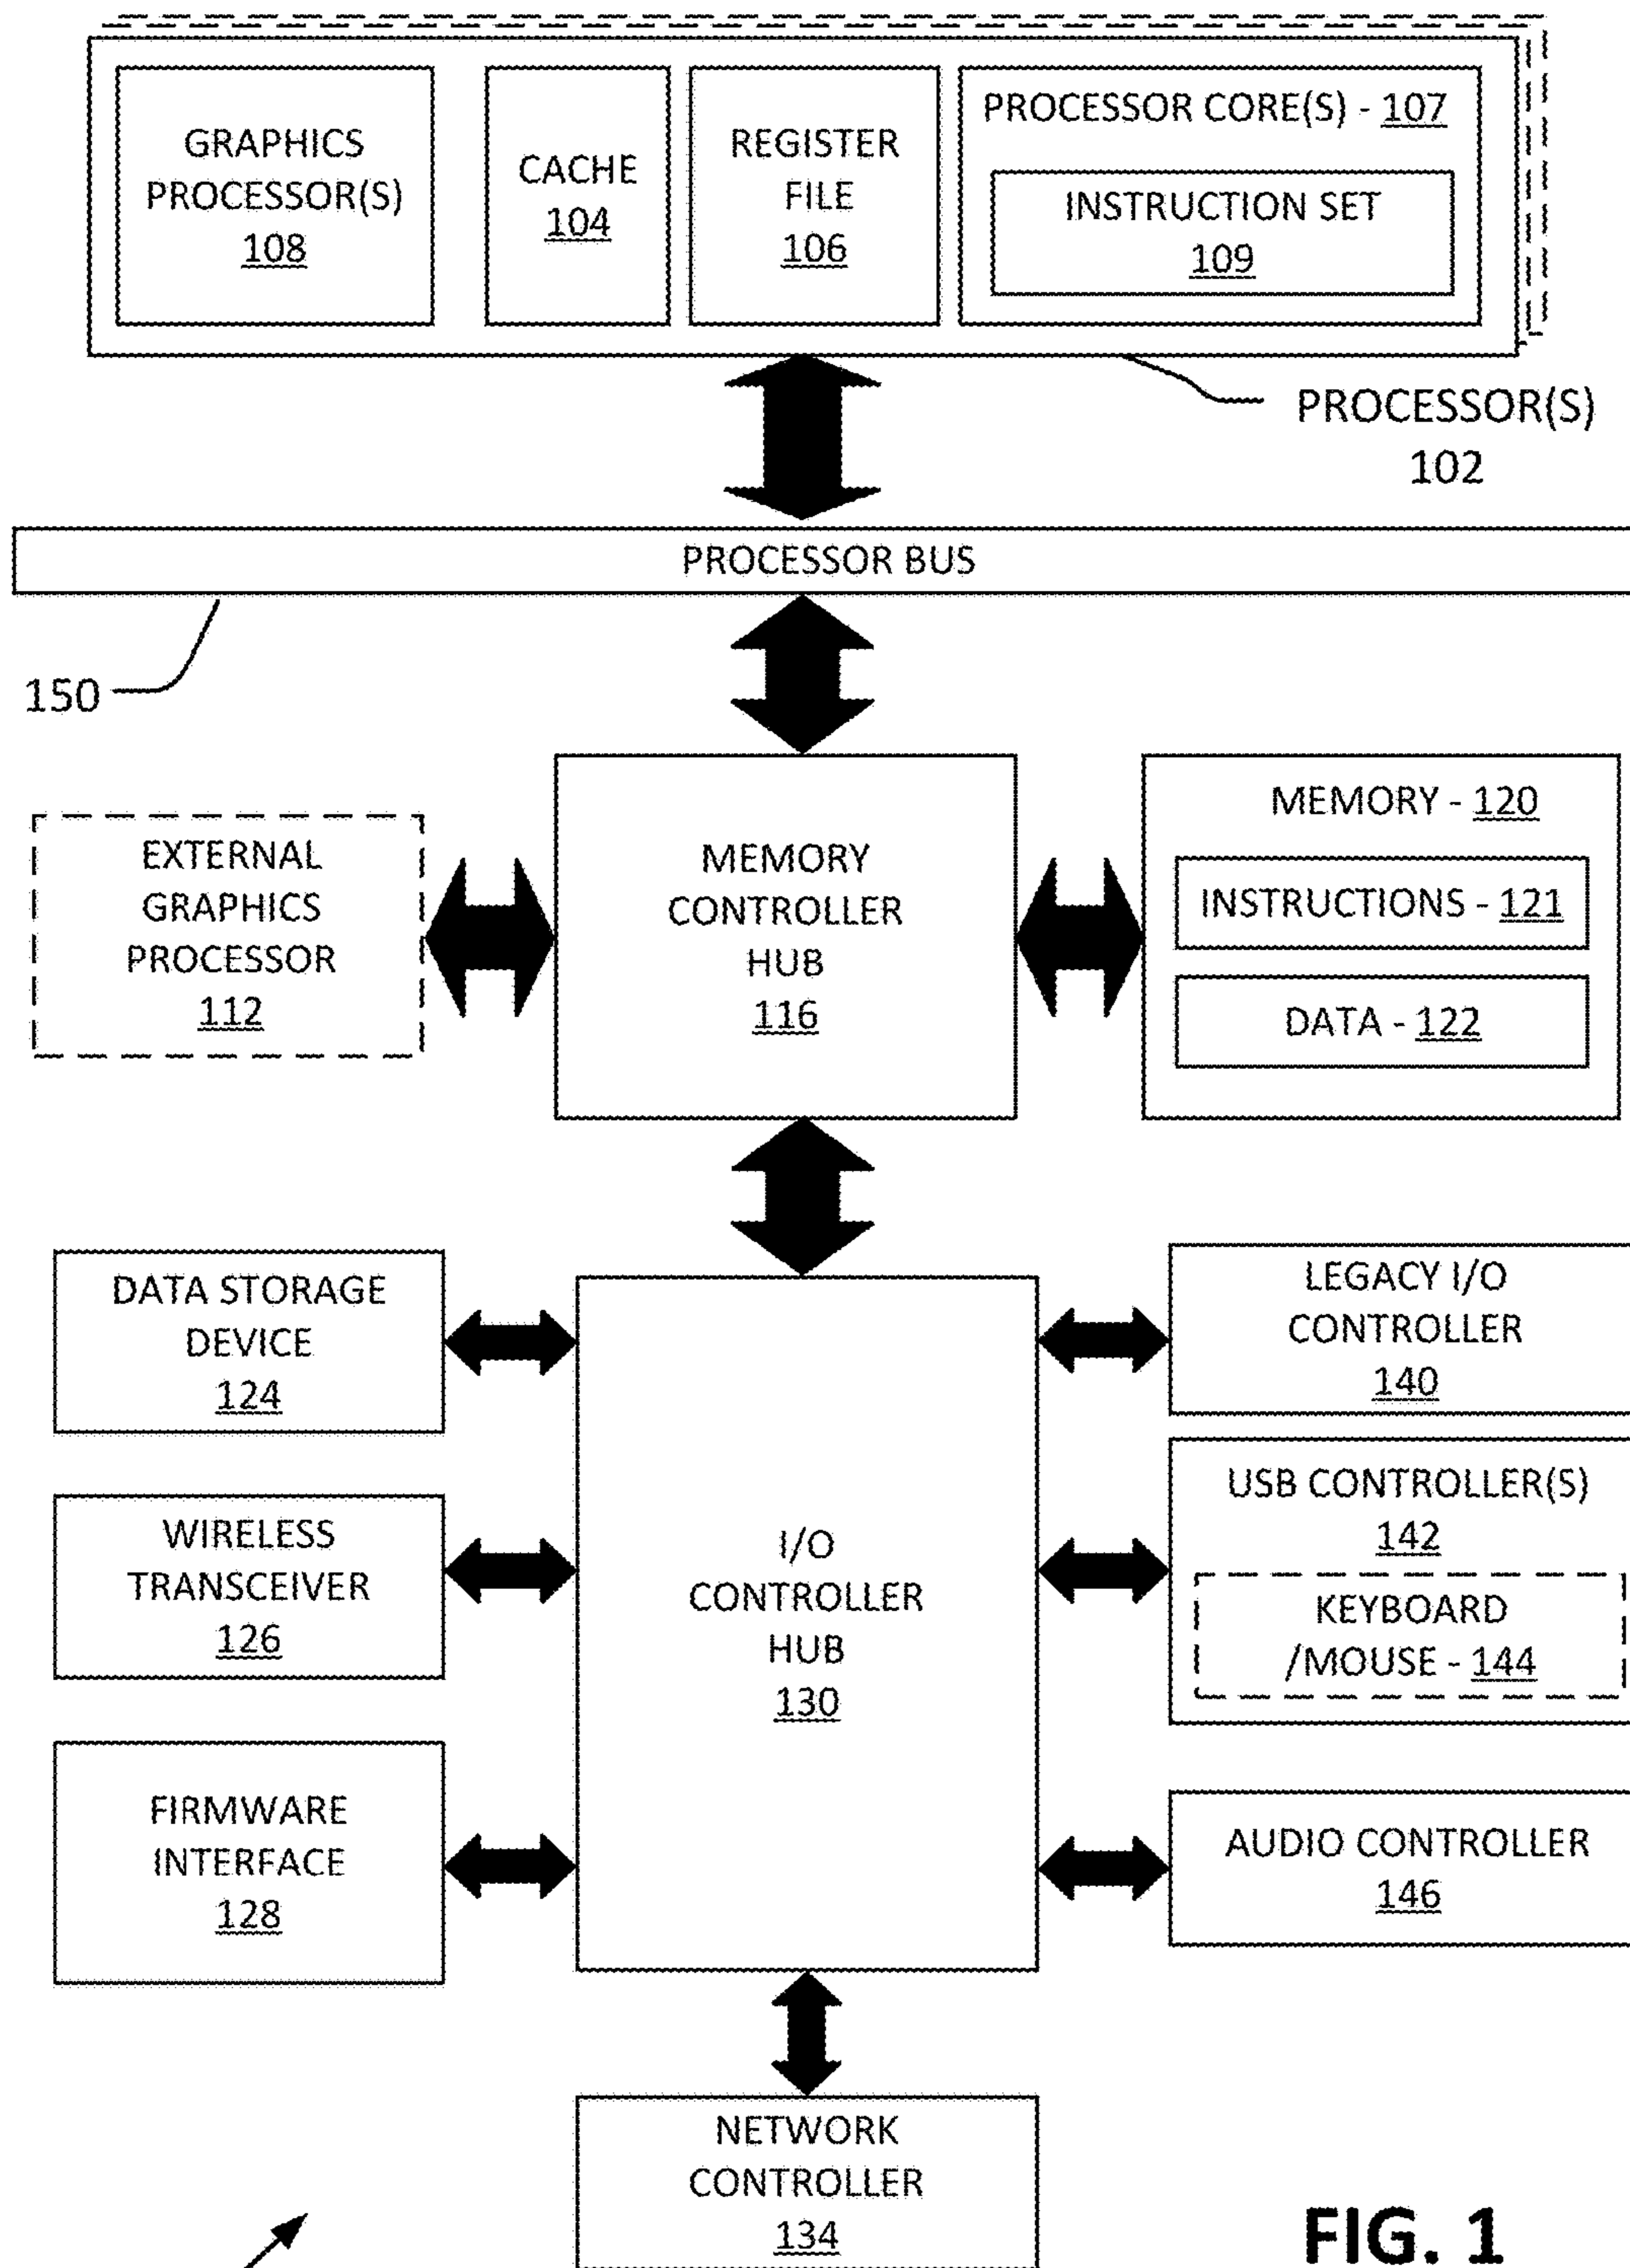 GRAPHICS
PROCESSOR(S)
108
CACHE
104
REGISTER
FILE
106
PROCESSOR CORE(S) - 107
INSTRUCTION SET
109
PROCESSOR(S)
102
PROCESSOR BUS
150
EXTERNAL
GRAPHICS
PROCESSOR
112
MEMORY
CONTROLLER
HUB
116
MEMORY - 120
INSTRUCTIONS - 121
DATA - 122
DATA STORAGE
DEVICE
124
WIRELESS
TRANSCEIVER
126
FIRMWARE
INTERFACE
128
I/O
CONTROLLER
HUB
130
LEGACY I/O
CONTROLLER
140
USB CONTROLLER(S)
142
KEYBOARD
/MOUSE - 144
AUDIO CONTROLLER
146
NETWORK
CONTROLLER
134
FIG. 1